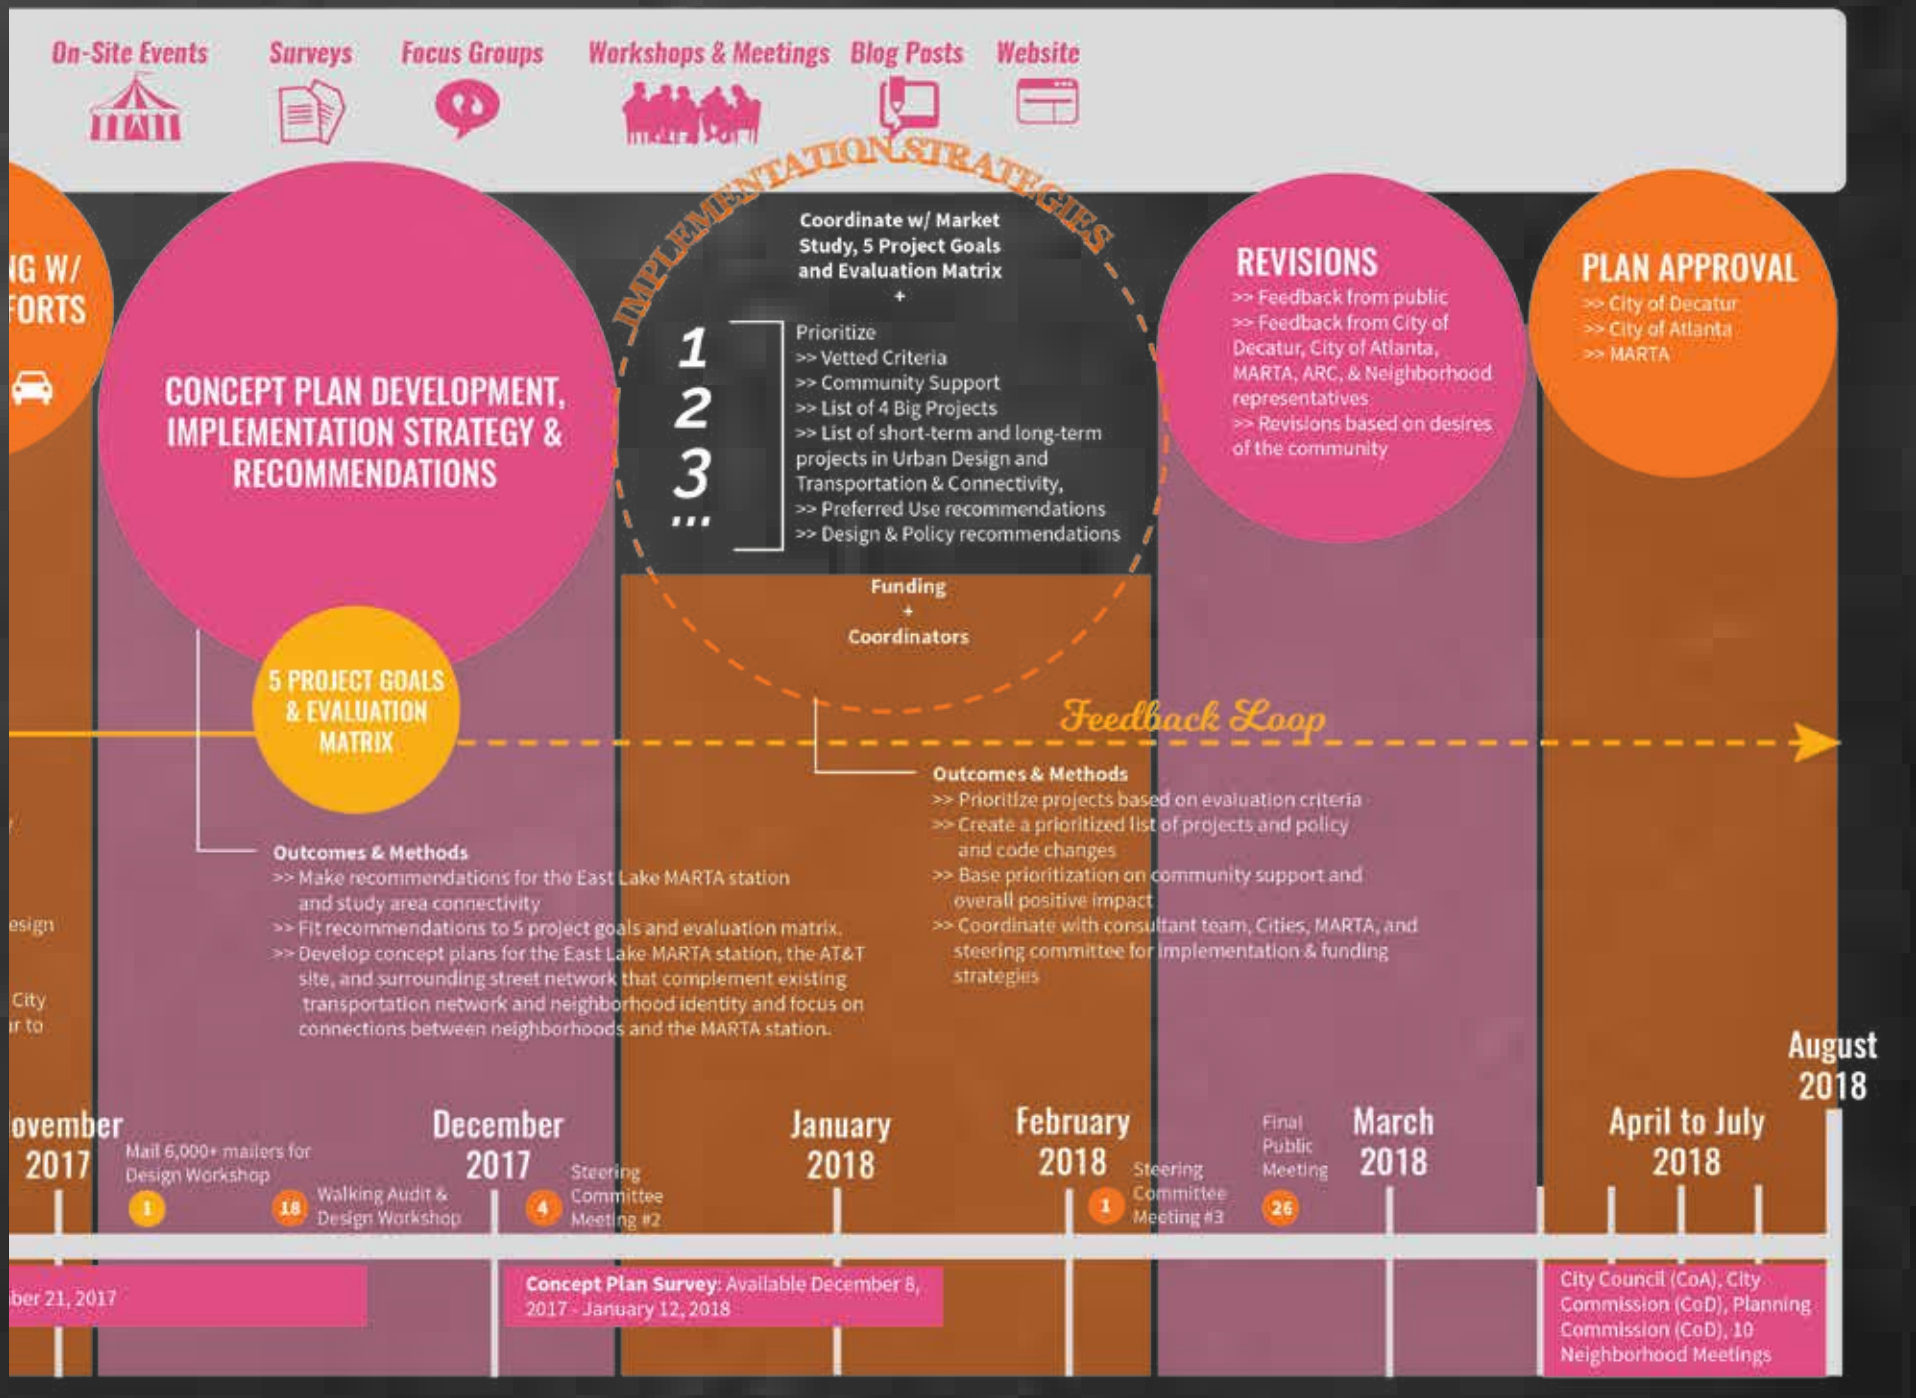 On-Site Events
Surveys
Focus Groups
Workshops & Meetings
Blog Posts
Website
IMPLEMENTATION STRATEGIES
NG W/
FORTS
CONCEPT PLAN DEVELOPMENT,
IMPLEMENTATION STRATEGY &
RECOMMENDATIONS
5 PROJECT GOALS
& EVALUATION
MATRIX
Coordinate w/ Market
Study, 5 Project Goals
and Evaluation Matrix
+
1
2
3
...
Prioritize
>> Vetted Criteria
>> Community Support
>> List of 4 Big Projects
>> List of short-term and long-term
projects in Urban Design and
Transportation & Connectivity,
>> Preferred Use recommendations
>> Design & Policy recommendations
Funding
+
Coordinators
REVISIONS
>> Feedback from public
>> Feedback from City of
Decatur, City of Atlanta,
MARTA, ARC, & Neighborhood
representatives
>> Revisions based on desires
of the community
PLAN APPROVAL
>> City of Decatur
>> City of Atlanta
>> MARTA
Feedback Loop
Outcomes & Methods
>> Make recommendations for the East Lake MARTA station
and study area connectivity
>> Fit recommendations to 5 project goals and evaluation matrix.
>> Develop concept plans for the East Lake MARTA station, the AT&T
site, and surrounding street network that complement existing
transportation network and neighborhood identity and focus on
connections between neighborhoods and the MARTA station.
Outcomes & Methods
>> Prioritize projects based on evaluation criteria
>> Create a prioritized list of projects and policy
and code changes
>> Base prioritization on community support and
overall positive impact
>> Coordinate with consultant team, Cities, MARTA, and
steering committee for implementation & funding
strategies
esign
City
ur to
ovember
2017
Mail 6,000+ mailers for
Design Workshop
1
18
Walking Audit &
Design Workshop
December
2017
4
Steering
Committee
Meeting #2
January
2018
February
2018
1
Steering
Committee
Meeting #3
Final
Public
Meeting
26
March
2018
April to July
2018
August
2018
ber 21, 2017
Concept Plan Survey: Available December 8,
2017 - January 12, 2018
City Council (CoA), City
Commission (CoD), Planning
Commission (CoD), 10
Neighborhood Meetings